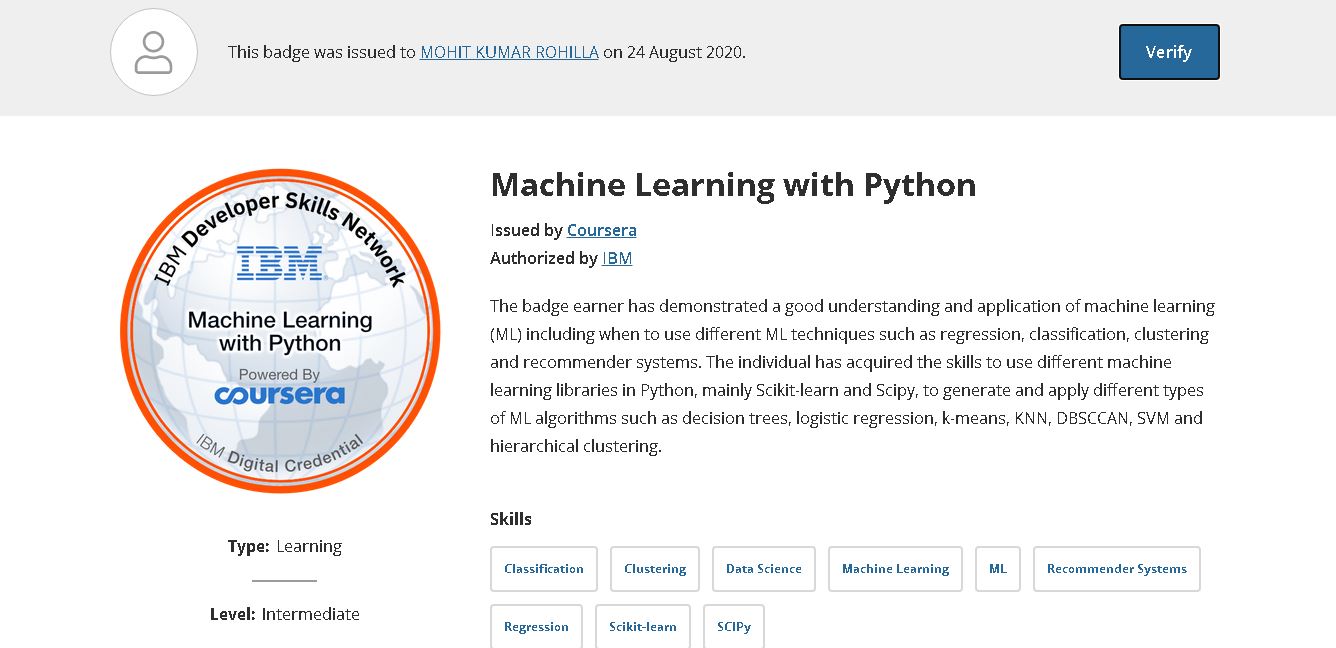 This badge was issued to MOHIT KUMAR ROHILLA on 24 August 2020.
Verify
IBM Developer Skills Network
IBM
Machine Learning
with Python
Powered By
coursera
IBM Digital Credential
Type: Learning
Level: Intermediate
Machine Learning with Python
Issued by Coursera
Authorized by IBM
The badge earner has demonstrated a good understanding and application of machine learning
(ML) including when to use different ML techniques such as regression, classification, clustering
and recommender systems. The individual has acquired the skills to use different machine
learning libraries in Python, mainly Scikit-learn and Scipy, to generate and apply different types
of ML algorithms such as decision trees, logistic regression, k-means, KNN, DBSCCAN, SVM and
hierarchical clustering.
Skills
Classification Clustering Data Science Machine Learning ML Recommender Systems
Regression Scikit-learn SCIPy